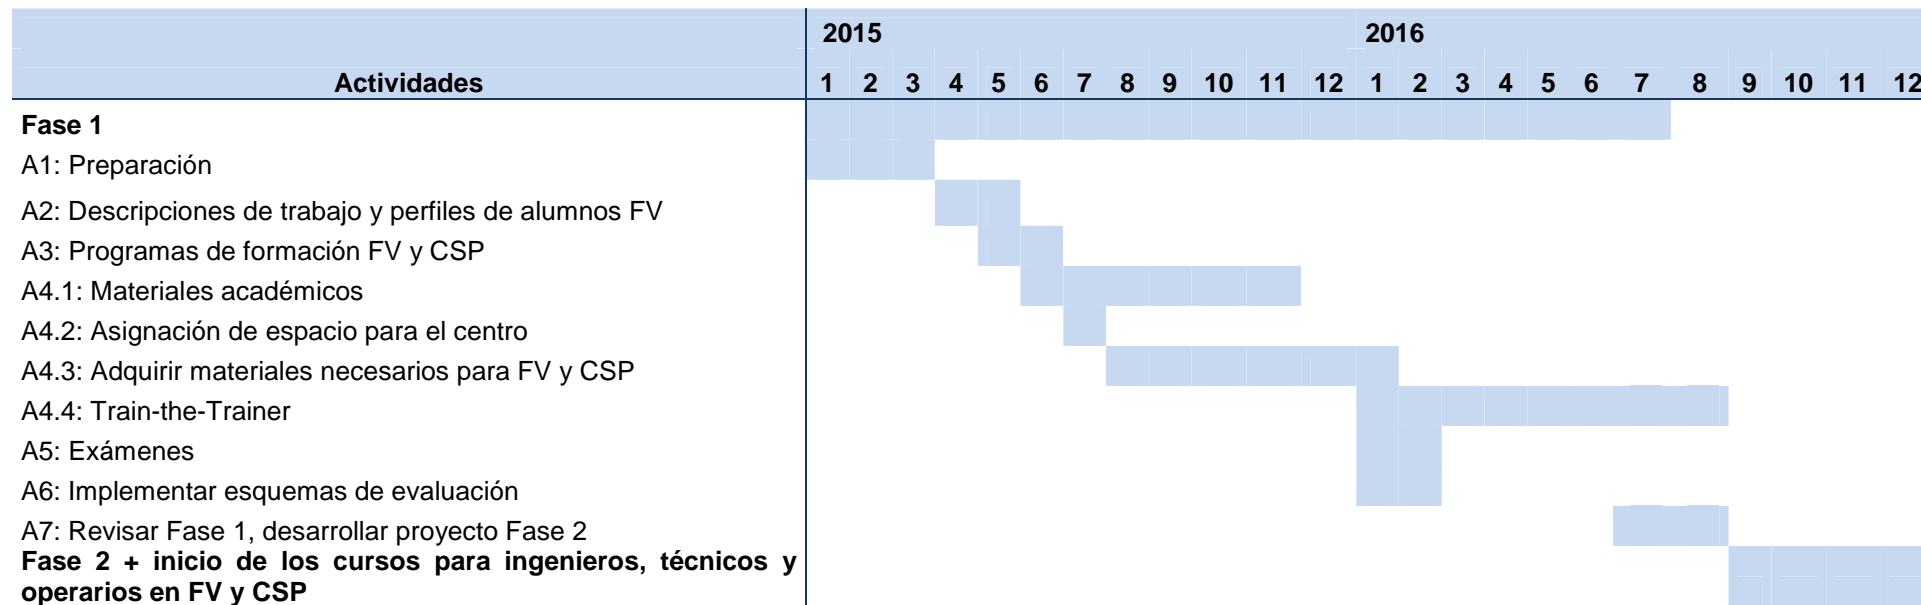 2015 2016
Actividades 1 2 3 4 5 6 7 8 9 10 11 12 1 2 3 4 5 6 7 8 9 10 11 12
Fase 1
A1: Preparación
A2: Descripciones de trabajo y perfiles de alumnos FV
A3: Programas de formación FV y CSP
A4.1: Materiales académicos
A4.2: Asignación de espacio para el centro
A4.3: Adquirir materiales necesarios para FV y CSP
A4.4: Train-the-Trainer
A5: Exámenes
A6: Implementar esquemas de evaluación
A7: Revisar Fase 1, desarrollar proyecto Fase 2
Fase 2 + inicio de los cursos para ingenieros, técnicos y
operarios en FV y CSP